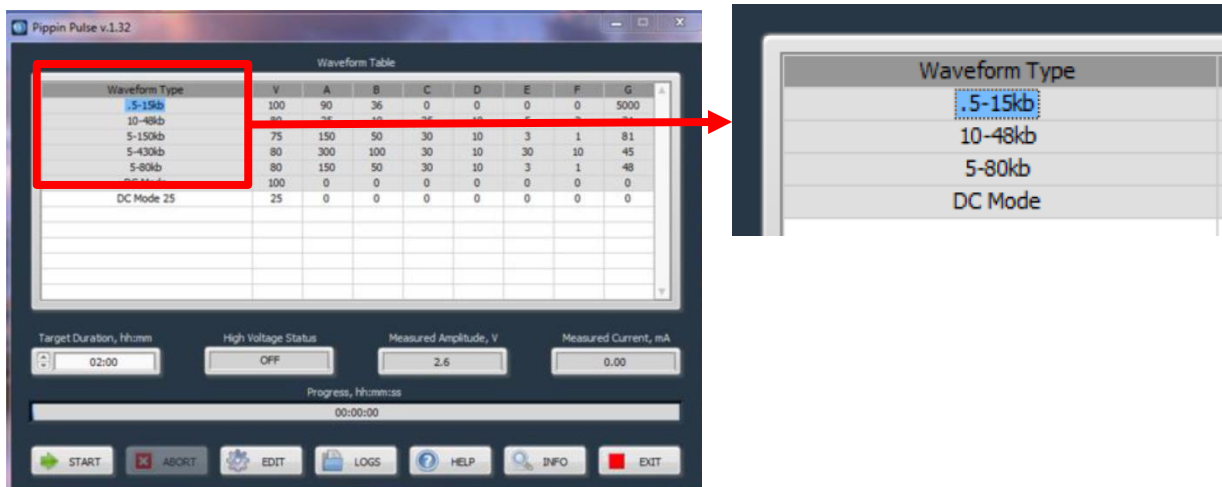 Pippin Pulse v.1.32
Waveform Table
Waveform Type V A B C D E F G
.5-15kb 100 90 36 0 0 0 0 5000
10-48kb 80
5-150kb 75 150 50 30 10 3 1 81
5-430kb 80 300 100 30 10 30 10 45
5-80kb 80 150 50 30 10 3 1 48
DC Mode 100 0 0 0 0 0 0 0
DC Mode 25 25 0 0 0 0 0 0 0
Target Duration, hh:mm High Voltage Status Measured Amplitude, V Measured Current, mA
02:00 OFF 2.6 0.00
Progress, hh:mm:ss
00:00:00
START ABORT EDIT LOGS HELP INFO EXIT
Waveform Type
.5-15kb
10-48kb
5-80kb
DC Mode